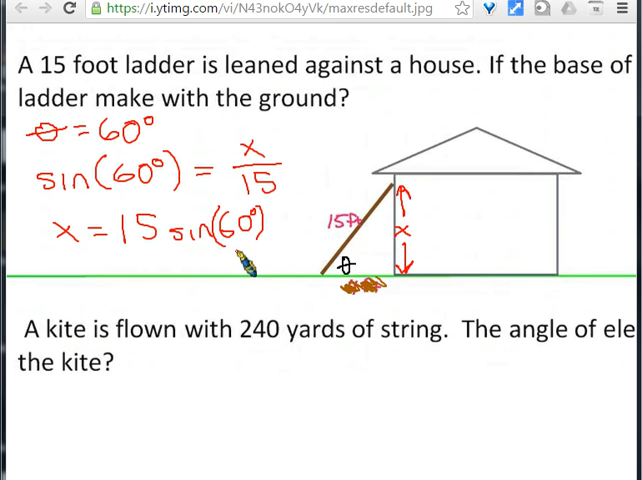 https://i.ytimg.com/vi/N43nokO4yVk/maxresdefault.jpg
A 15 foot ladder is leaned against a house. If the base of
ladder make with the ground?
θ = 60°
sin(60°) = x/15
x = 15 sin(60°)
15ft
x
θ
A kite is flown with 240 yards of string. The angle of ele
the kite?